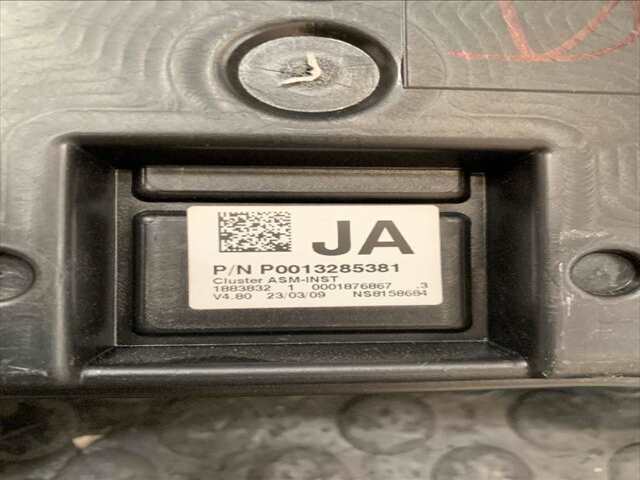 JA
P/N P0013285381
Cluster ASM-INST
1883832 1 0001876867 .3
V4.80 23/03/09 NS8158684